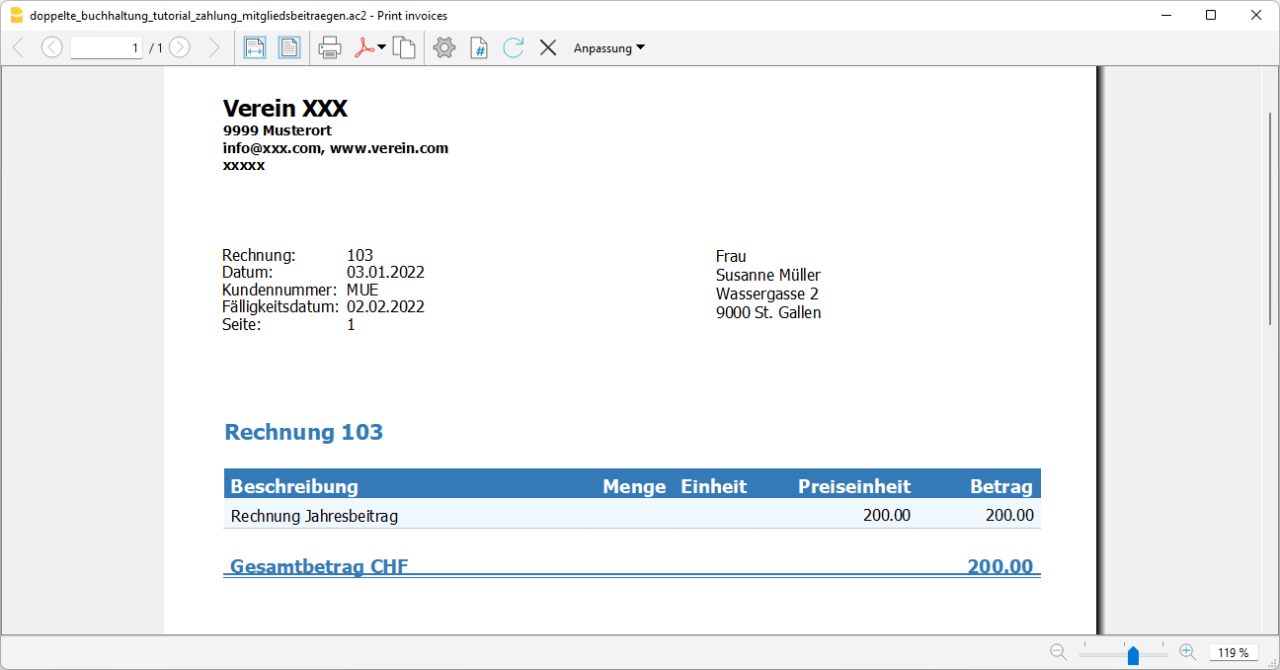 doppelte_buchhaltung_tutorial_zahlung_mitgliedsbeitraegen.ac2 - Print invoices
1 / 1 Anpassung
Verein XXX
9999 Musterort
info@xxx.com, www.verein.com
xxxxx
Rechnung: 103
Datum: 03.01.2022
Kundennummer: MUE
Fälligkeitsdatum: 02.02.2022
Seite: 1
Frau
Susanne Müller
Wassergasse 2
9000 St. Gallen
Rechnung 103
Beschreibung Menge Einheit Preiseinheit Betrag
Rechnung Jahresbeitrag 200.00 200.00
Gesamtbetrag CHF 200.00
119 %